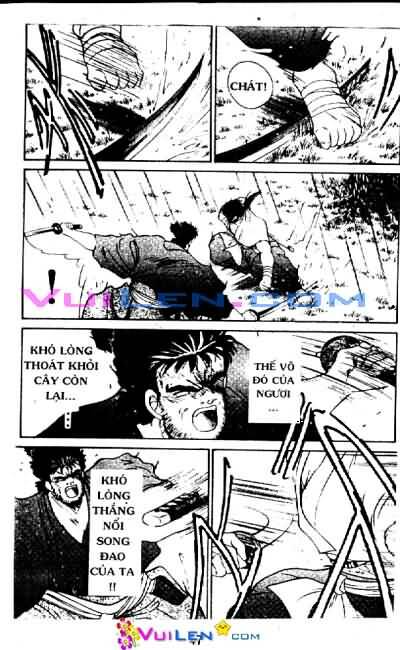 CHÁT!
VUILEN.COM
KHÓ LÒNG
THOÁT KHỎI
CÂY CÒN
LẠI...
THẾ VÕ
ĐÓ CỦA
NGƯƠI
...
KHÓ
LÒNG
THẮNG
NỔI
SONG
ĐAO
CỦA TA
!!
VUILEN.COM